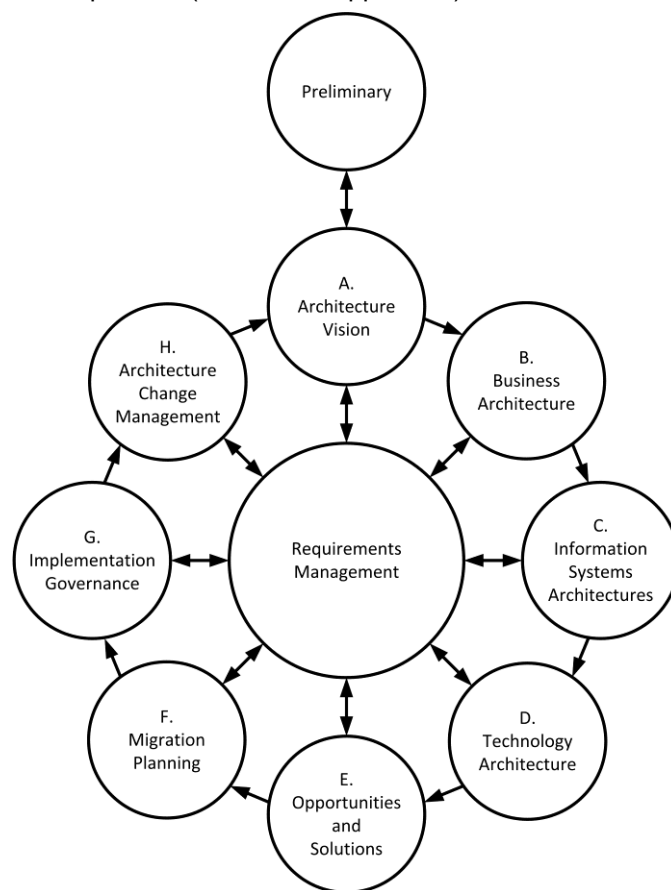 Preliminary
A.
Architecture
Vision
B.
Business
Architecture
C.
Information
Systems
Architectures
D.
Technology
Architecture
E.
Opportunities
and
Solutions
F.
Migration
Planning
G.
Implementation
Governance
H.
Architecture
Change
Management
Requirements
Management